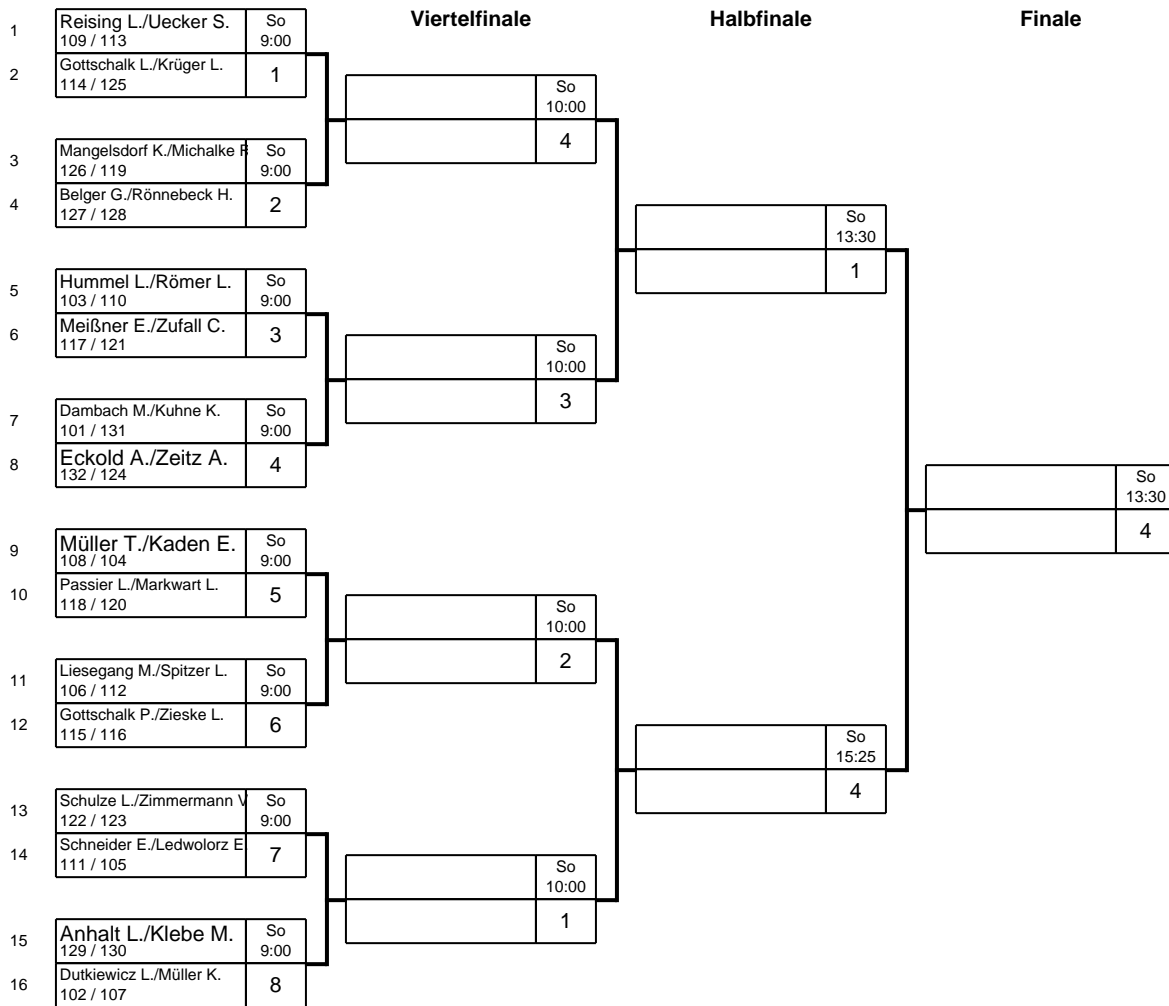 Viertelfinale Halbfinale Finale
1 Reising L./Uecker S. So
109 / 113 9:00
2 Gottschalk L./Krüger L. 1
114 / 125
So
10:00
4
3 Mangelsdorf K./Michalke So
126 / 119 9:00
4 Belger G./Rönnebeck H. 2
127 / 128
So
13:30
1
5 Hummel L./Römer L. So
103 / 110 9:00
6 Meißner E./Zufall C. 3
117 / 121
So
10:00
3
7 Dambach M./Kuhne K. So
101 / 131 9:00
8 Eckold A./Zeitz A. 4
132 / 124
So
13:30
4
9 Müller T./Kaden E. So
108 / 104 9:00
10 Passier L./Markwart L. 5
118 / 120
So
10:00
2
11 Liesegang M./Spitzer L. So
106 / 112 9:00
12 Gottschalk P./Zieske L. 6
115 / 116
So
15:25
4
13 Schulze L./Zimmermann V So
122 / 123 9:00
14 Schneider E./Ledwolorz E 7
111 / 105
So
10:00
1
15 Anhalt L./Klebe M. So
129 / 130 9:00
16 Dutkiewicz L./Müller K. 8
102 / 107